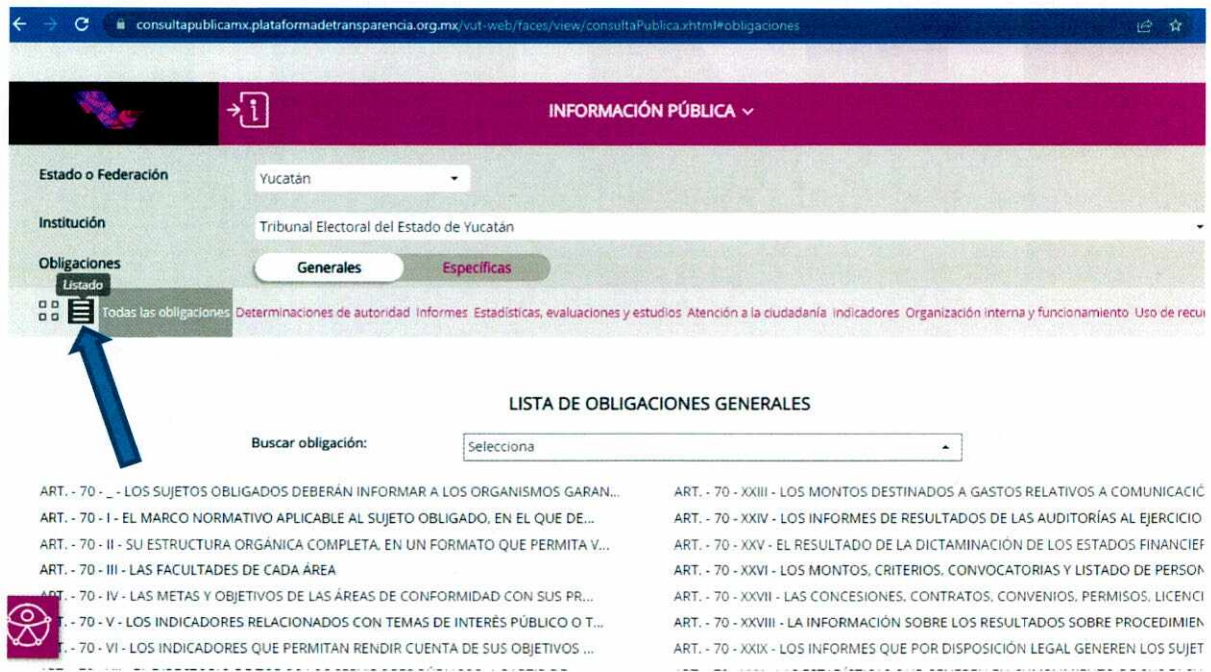 consultapublicamx.plataformadetransparencia.org.mx/vut-web/faces/view/consultaPublica.xhtml#obligaciones
INFORMACIÓN PÚBLICA
Estado o Federación
Yucatán
Institución
Tribunal Electoral del Estado de Yucatán
Obligaciones
Generales
Específicas
Listado
Todas las obligaciones Determinaciones de autoridad Informes Estadísticas, evaluaciones y estudios Atención a la ciudadanía Indicadores Organización interna y funcionamiento Uso de recu
LISTA DE OBLIGACIONES GENERALES
Buscar obligación:
Selecciona
ART. - 70 - _ - LOS SUJETOS OBLIGADOS DEBERÁN INFORMAR A LOS ORGANISMOS GARAN...
ART. - 70 - I - EL MARCO NORMATIVO APLICABLE AL SUJETO OBLIGADO, EN EL QUE DE...
ART. - 70 - II - SU ESTRUCTURA ORGÁNICA COMPLETA, EN UN FORMATO QUE PERMITA V...
ART. - 70 - III - LAS FACULTADES DE CADA ÁREA
ART. - 70 - IV - LAS METAS Y OBJETIVOS DE LAS ÁREAS DE CONFORMIDAD CON SUS PR...
T. - 70 - V - LOS INDICADORES RELACIONADOS CON TEMAS DE INTERÉS PÚBLICO O T...
T. - 70 - VI - LOS INDICADORES QUE PERMITAN RENDIR CUENTA DE SUS OBJETIVOS ...
ART. - 70 - XXIII - LOS MONTOS DESTINADOS A GASTOS RELATIVOS A COMUNICACIÓ
ART. - 70 - XXIV - LOS INFORMES DE RESULTADOS DE LAS AUDITORÍAS AL EJERCICIO
ART. - 70 - XXV - EL RESULTADO DE LA DICTAMINACIÓN DE LOS ESTADOS FINANCIER
ART. - 70 - XXVI - LOS MONTOS, CRITERIOS, CONVOCATORIAS Y LISTADO DE PERSON
ART. - 70 - XXVII - LAS CONCESIONES, CONTRATOS, CONVENIOS, PERMISOS, LICENCI
ART. - 70 - XXVIII - LA INFORMACIÓN SOBRE LOS RESULTADOS SOBRE PROCEDIMIEN
ART. - 70 - XXIX - LOS INFORMES QUE POR DISPOSICIÓN LEGAL GENEREN LOS SUJET